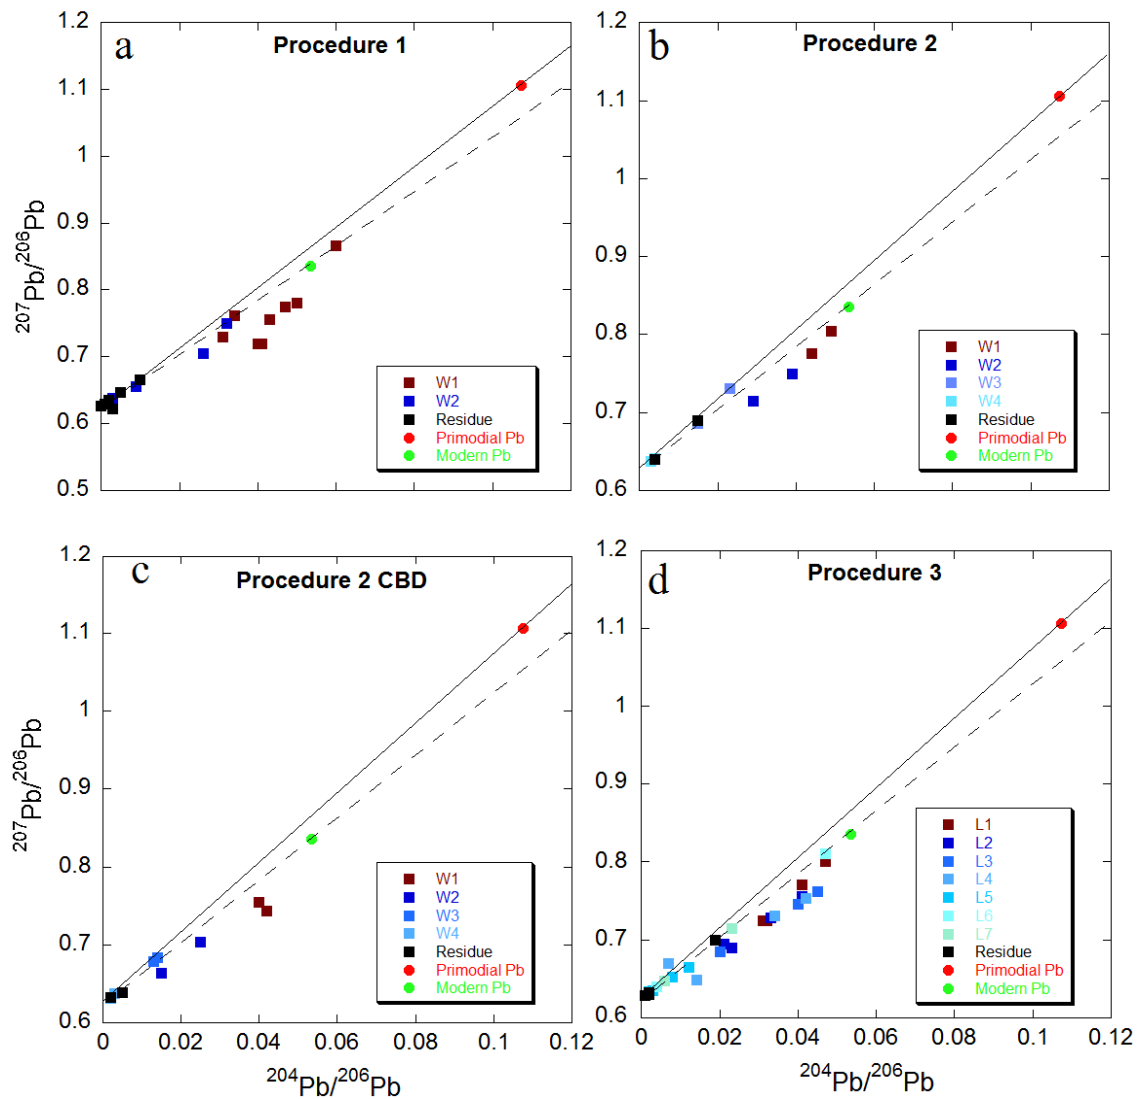 a
Procedure 1
1.2
1.1
1
0.9
0.8
0.7
0.6
0.5
207Pb/206Pb
W1
W2
Residue
Primodial Pb
Modern Pb
b
Procedure 2
1.2
1.1
1
0.9
0.8
0.7
0.6
W1
W2
W3
W4
Residue
Primodial Pb
Modern Pb
c
Procedure 2 CBD
1.2
1.1
1
0.9
0.8
0.7
0.6
207Pb/206Pb
W1
W2
W3
W4
Residue
Primodial Pb
Modern Pb
0 0.02 0.04 0.06 0.08 0.1 0.12
204Pb/206Pb
d
Procedure 3
1.2
1.1
1
0.9
0.8
0.7
0.6
L1
L2
L3
L4
L5
L6
L7
Residue
Primodial Pb
Modern Pb
0 0.02 0.04 0.06 0.08 0.1 0.12
204Pb/206Pb